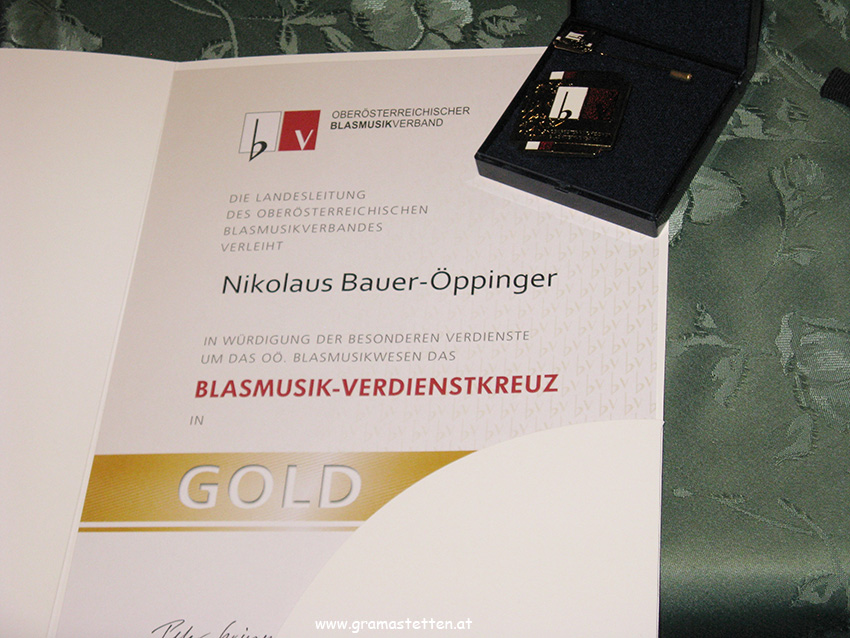 b v
OBERÖSTERREICHISCHER
BLASMUSIKVERBAND
DIE LANDESLEITUNG
DES OBERÖSTERREICHISCHEN
BLASMUSIKVERBANDES
VERLEIHT
Nikolaus Bauer-Öppinger
IN WÜRDIGUNG DER BESONDEREN VERDIENSTE
UM DAS OÖ. BLASMUSIKWESEN DAS
BLASMUSIK-VERDIENSTKREUZ
IN
GOLD
www.gramastetten.at